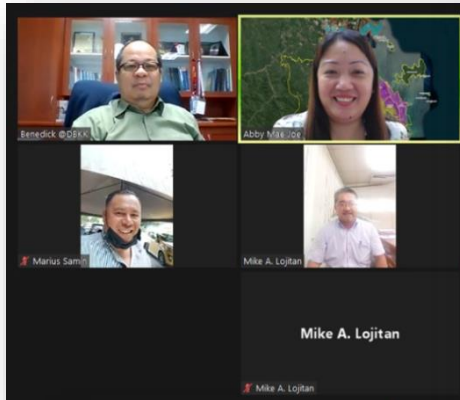 Benedick @DBKK
Abby Mae Joe
Marius Samin
Mike A. Lojitan
Mike A. Lojitan
Mike A. Lojitan